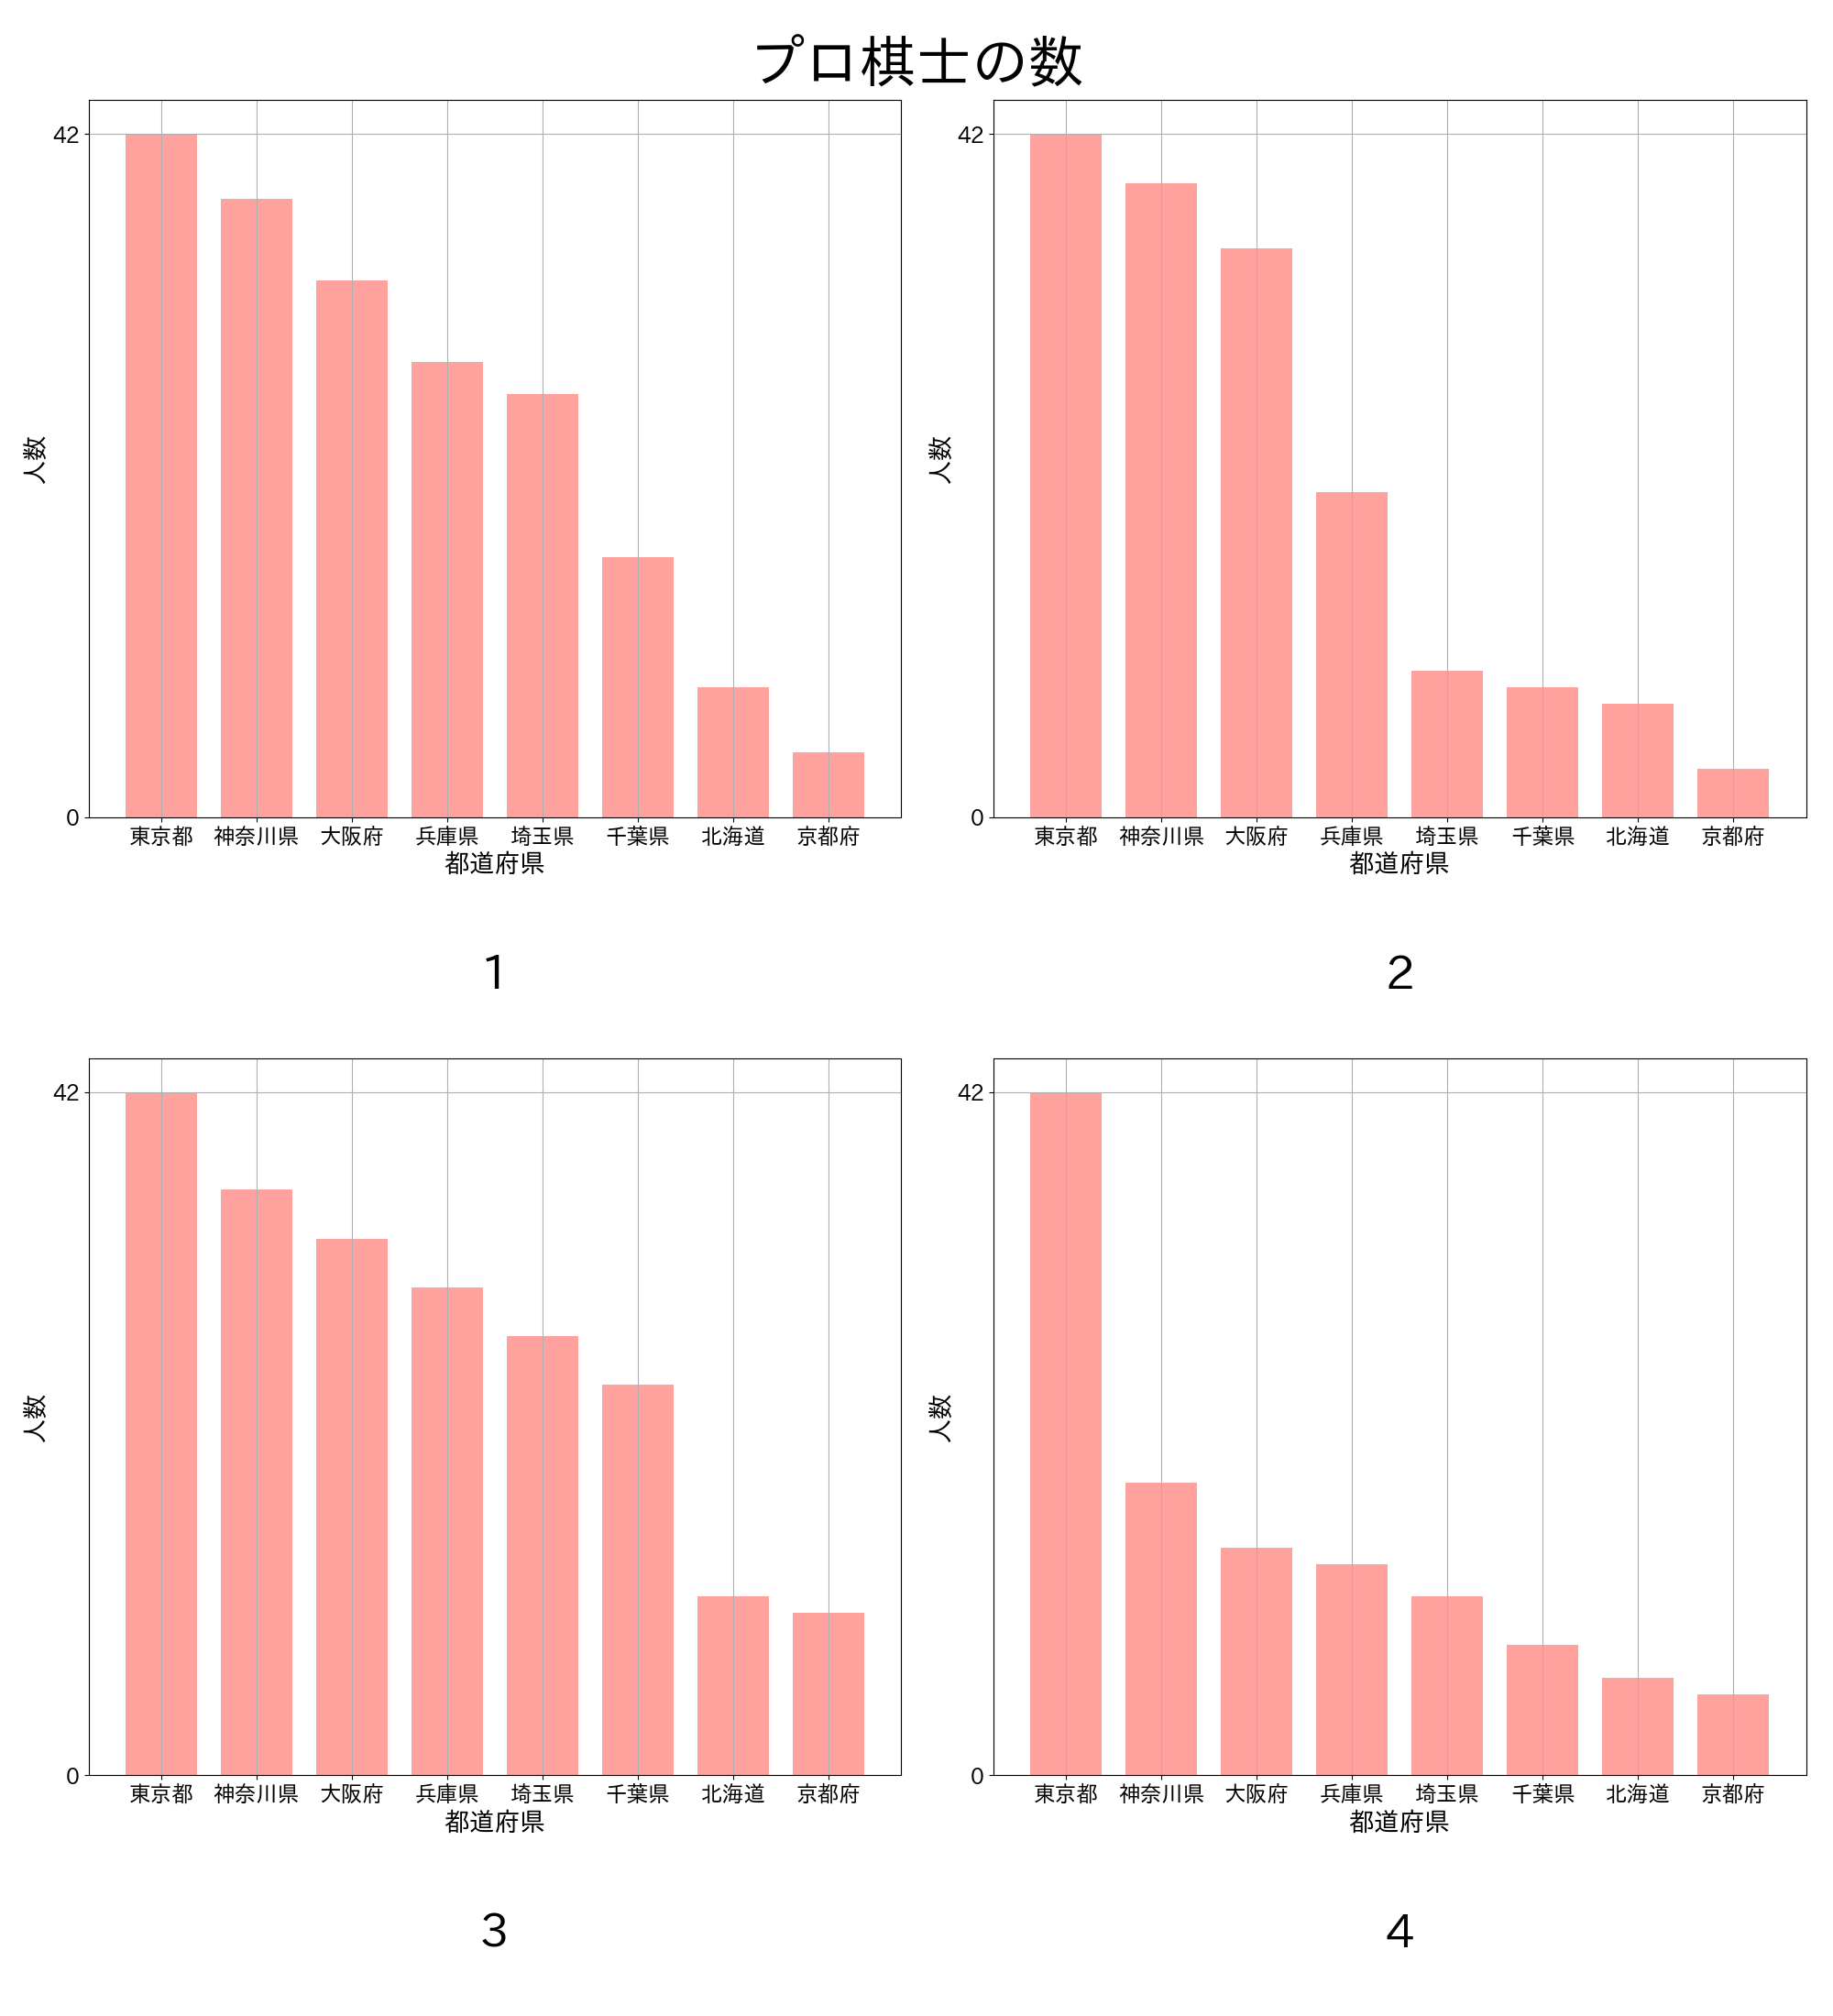 プロ棋士の数
42
0
人数
東京都 神奈川県 大阪府 兵庫県 埼玉県 千葉県 北海道 京都府
都道府県
1
42
0
人数
東京都 神奈川県 大阪府 兵庫県 埼玉県 千葉県 北海道 京都府
都道府県
2
42
0
人数
東京都 神奈川県 大阪府 兵庫県 埼玉県 千葉県 北海道 京都府
都道府県
3
42
0
人数
東京都 神奈川県 大阪府 兵庫県 埼玉県 千葉県 北海道 京都府
都道府県
4